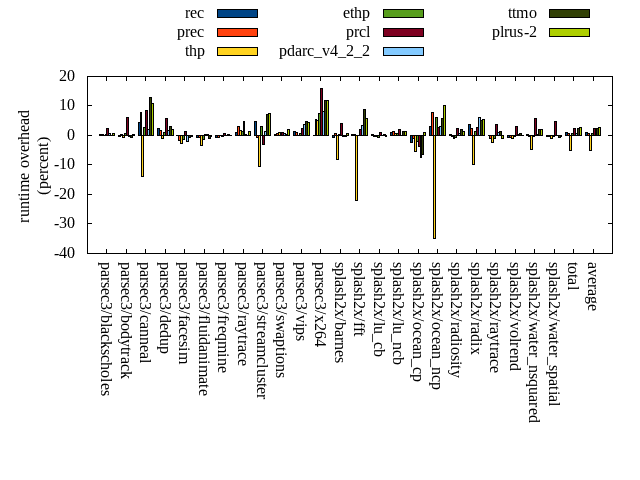 rec
prec
thp
ethp
prcl
pdarc_v4_2_2
ttmo
plrus-2
runtime overhead
(percent)
20
10
0
-10
-20
-30
-40
parsec3/blackscholes
parsec3/bodytrack
parsec3/canneal
parsec3/dedup
parsec3/facesim
parsec3/fluidanimate
parsec3/freqmine
parsec3/raytrace
parsec3/streamcluster
parsec3/swaptions
parsec3/vips
parsec3/x264
splash2x/barnes
splash2x/fft
splash2x/lu_cb
splash2x/lu_ncb
splash2x/ocean_cp
splash2x/ocean_ncp
splash2x/radiosity
splash2x/radix
splash2x/raytrace
splash2x/volrend
splash2x/water_nsquared
splash2x/water_spatial
total
average